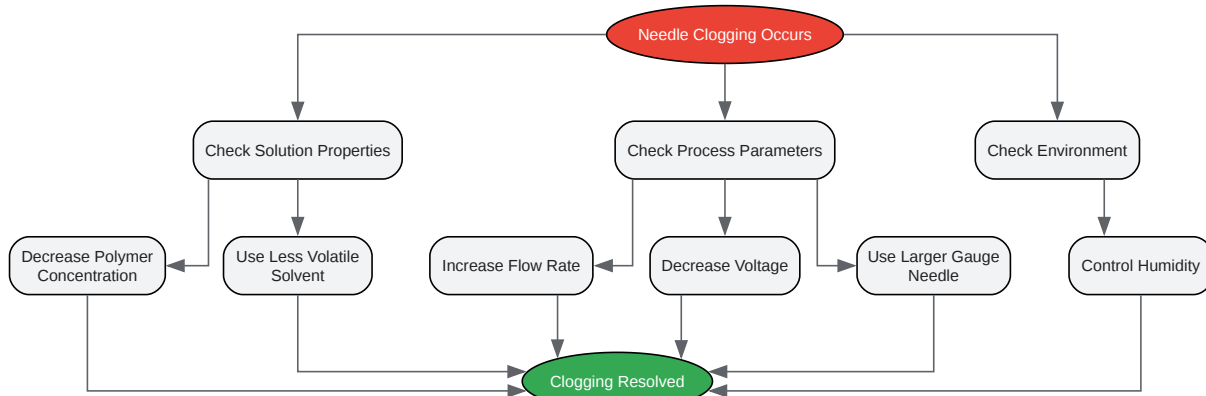 Needle Clogging Occurs
Check Solution Properties
Check Process Parameters
Check Environment
Decrease Polymer
Concentration
Use Less Volatile
Solvent
Increase Flow Rate
Decrease Voltage
Use Larger Gauge
Needle
Control Humidity
Clogging Resolved